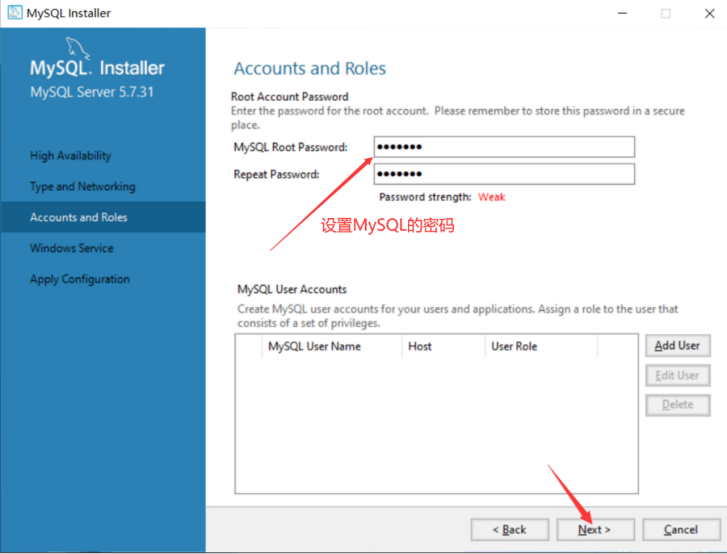 MySQL Installer
MySQL. Installer
MySQL Server 5.7.31
High Availability
Type and Networking
Accounts and Roles
Windows Service
Apply Configuration
Accounts and Roles
Root Account Password
Enter the password for the root account. Please remember to store this password in a secure
place.
MySQL Root Password: •••••••
Repeat Password: •••••••
Password strength: Weak
设置MySQL的密码
MySQL User Accounts
Create MySQL user accounts for your users and applications. Assign a role to the user that
consists of a set of privileges.
MySQL User Name Host User Role
Add User
Edit User
Delete
< Back Next > Cancel